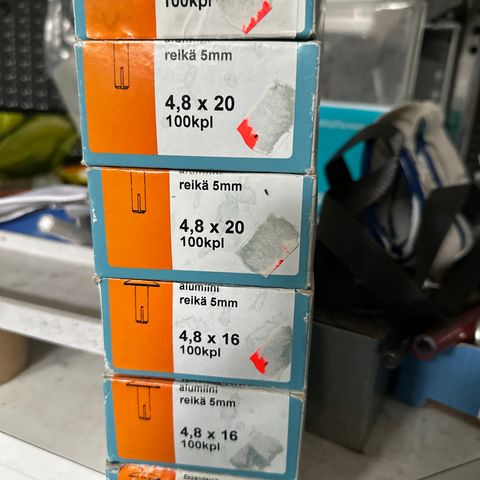 100kpl
reikä 5mm
4,8 x 20
100kpl
reikä 5mm
4,8 x 20
100kpl
alumiini
reikä 5mm
4,8 x 16
100kpl
alumiini
reikä 5mm
4,8 x 16
100kpl